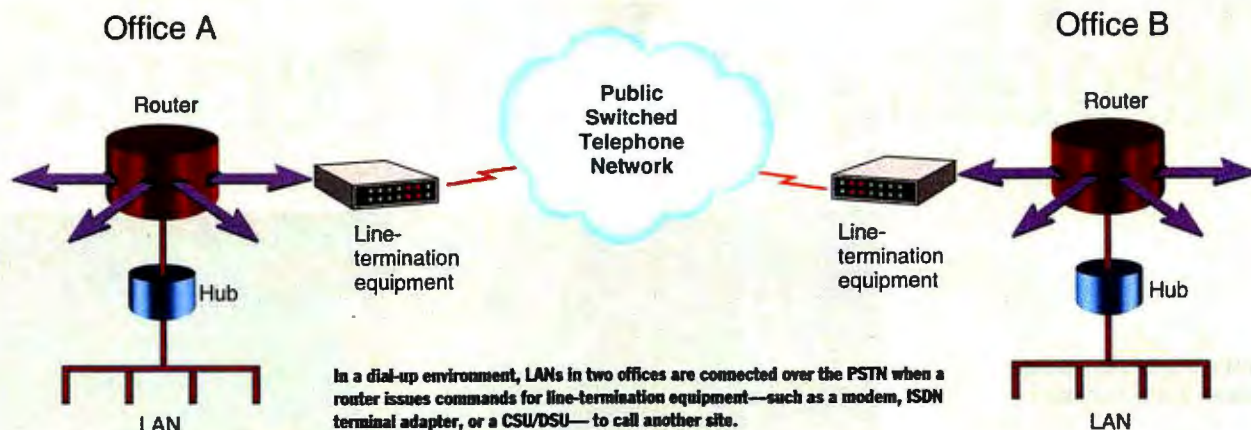 Office A
Office B
Router
Public
Switched
Telephone
Network
Router
Line-
termination
equipment
Line-
termination
equipment
Hub
Hub
In a dial-up environment, LANs in two offices are connected over the PSTN when a
router issues commands for line-termination equipment—such as a modem, ISDN
terminal adapter, or a CSU/DSU— to call another site.
LAN
LAN